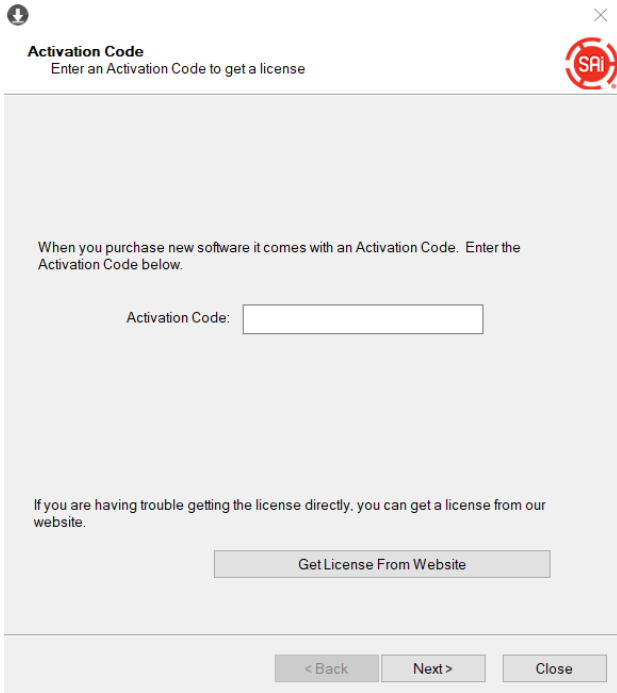 Activation Code
Enter an Activation Code to get a license
SAi
When you purchase new software it comes with an Activation Code. Enter the
Activation Code below.
Activation Code:
If you are having trouble getting the license directly, you can get a license from our
website.
Get License From Website
< Back
Next >
Close